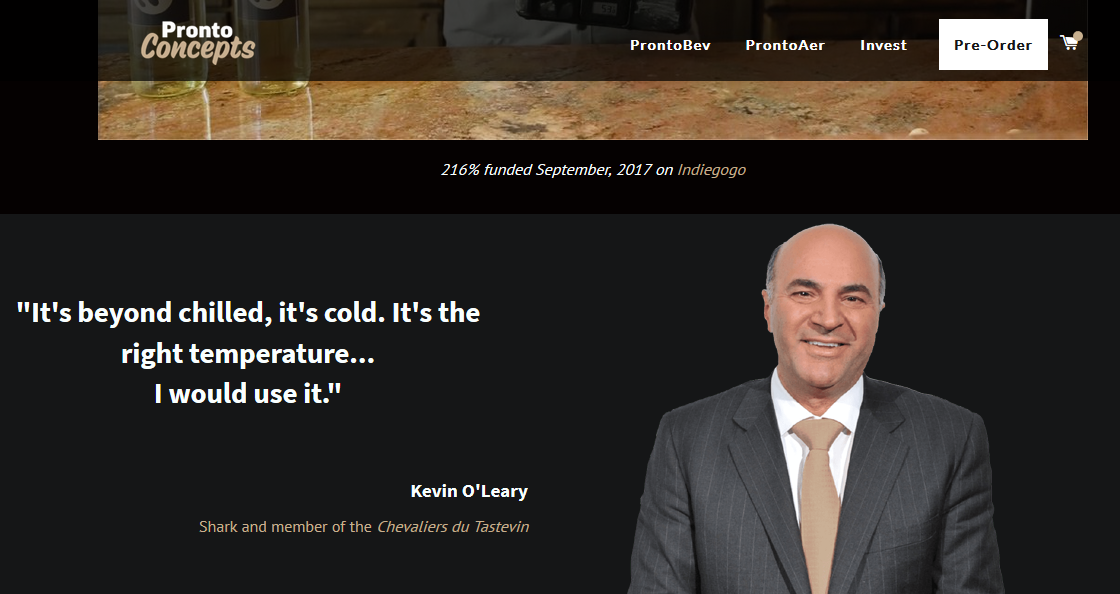 Pronto
Concepts
ProntoBev ProntoAer Invest Pre-Order
216% funded September, 2017 on Indiegogo
"It's beyond chilled, it's cold. It's the
right temperature...
I would use it."
Kevin O'Leary
Shark and member of the Chevaliers du Tastevin